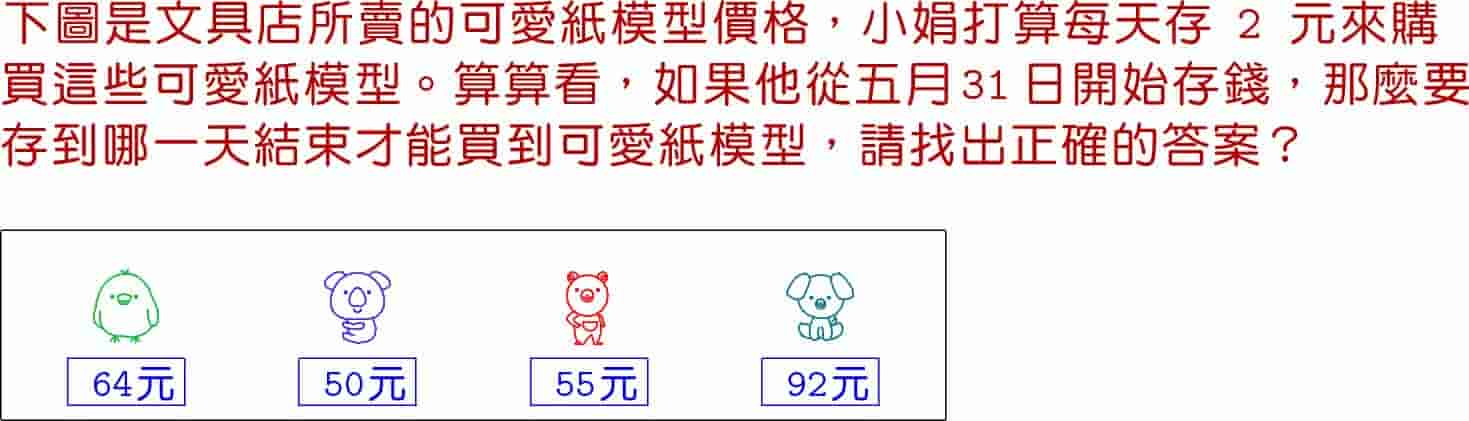 下圖是文具店所賣的可愛紙模型價格，小娟打算每天存 2 元來購
買這些可愛紙模型。算算看，如果他從五月31日開始存錢，那麼要
存到哪一天結束才能買到可愛紙模型，請找出正確的答案？
64元 50元 55元 92元